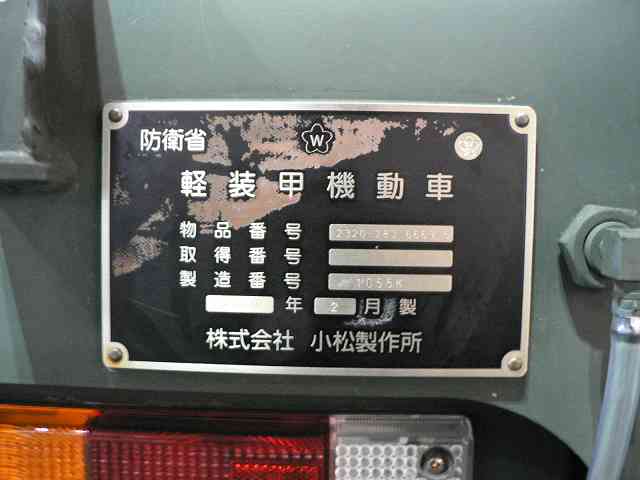 防衛省 W
軽装甲機動車
物品番号
取得番号
製造番号 1055K
年 2 月製
株式会社 小松製作所